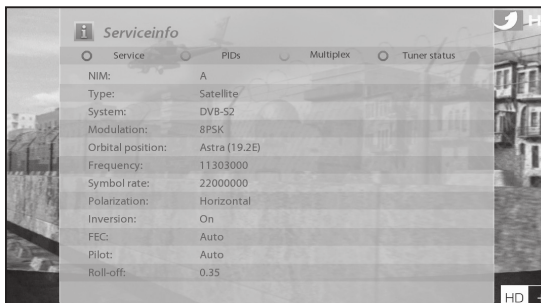 i Serviceinfo
Service PIDs Multiplex Tuner status
NIM: A
Type: Satellite
System: DVB-S2
Modulation: 8PSK
Orbital position: Astra (19.2E)
Frequency: 11303000
Symbol rate: 22000000
Polarization: Horizontal
Inversion: On
FEC: Auto
Pilot: Auto
Roll-off: 0.35
H
HD